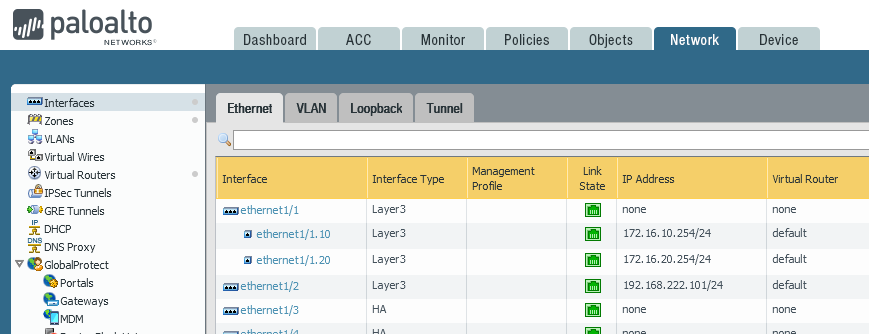 paloalto
NETWORKS®
Dashboard ACC Monitor Policies Objects Network Device
Interfaces
Zones
VLANs
Virtual Wires
Virtual Routers
IPSec Tunnels
GRE Tunnels
IP DHCP
DNS DNS Proxy
GlobalProtect
Portals
Gateways
MDM
Ethernet VLAN Loopback Tunnel
Interface Interface Type Management Profile Link State IP Address Virtual Router
ethernet1/1 Layer3 none none
ethernet1/1.10 Layer3 172.16.10.254/24 default
ethernet1/1.20 Layer3 172.16.20.254/24 default
ethernet1/2 Layer3 192.168.222.101/24 default
ethernet1/3 HA none none